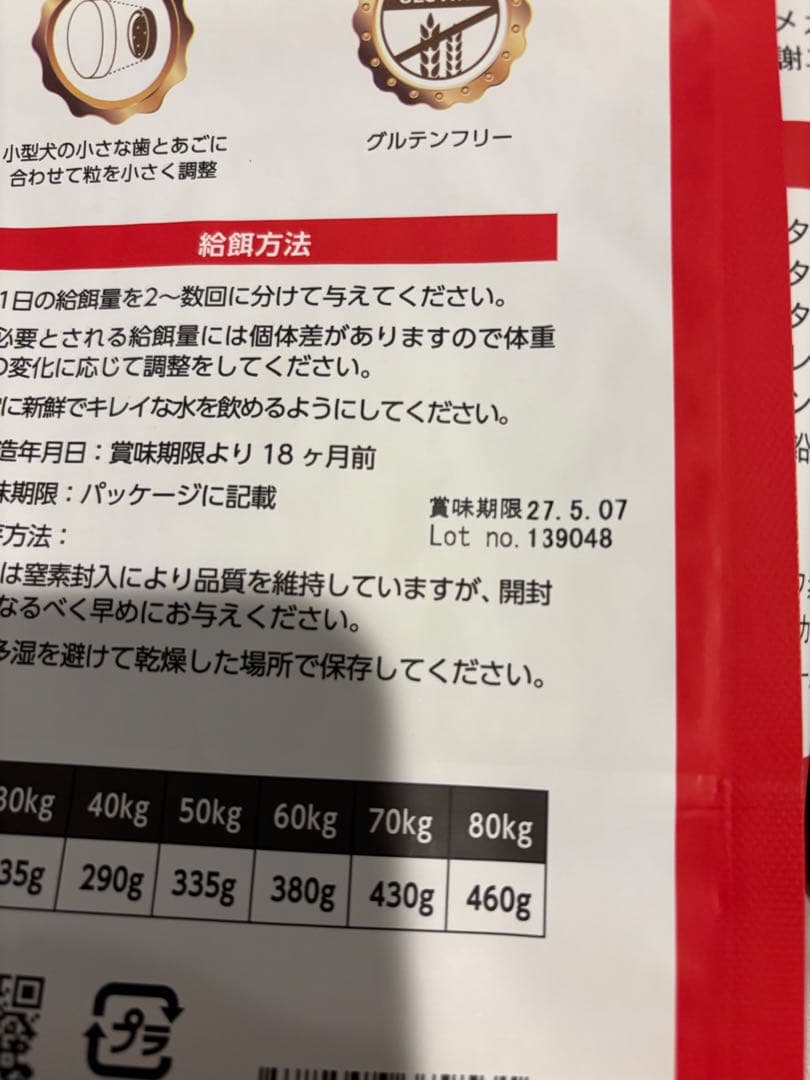 小型犬の小さな歯とあごに
合わせて粒を小さく調整
グルテンフリー
給餌方法
1日の給餌量を2〜数回に分けて与えてください。
必要とされる給餌量には個体差がありますので体重
の変化に応じて調整をしてください。
に新鮮でキレイな水を飲めるようにしてください。
造年月日：賞味期限より 18 ヶ月前
味期限：パッケージに記載
賞味期限27.5.07
Lot no.139048
方法：
は窒素封入により品質を維持していますが、開封
なるべく早めにお与えください。
多湿を避けて乾燥した場所で保存してください。
30kg 40kg 50kg 60kg 70kg 80kg
35g 290g 335g 380g 430g 460g
プラ